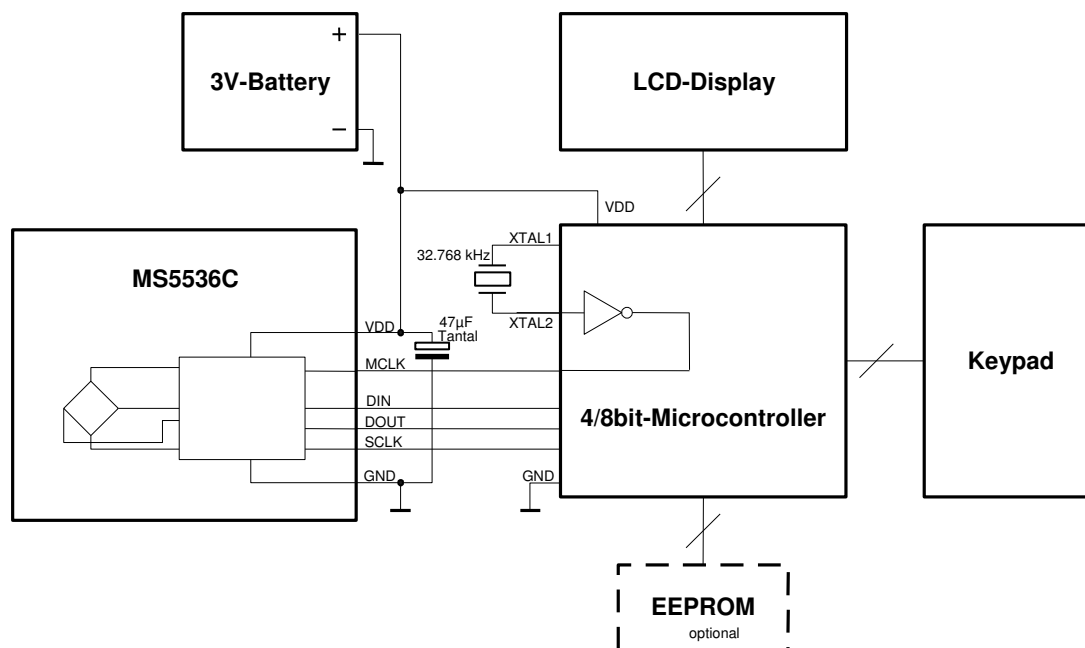 +
3V-Battery
−
LCD-Display
VDD
XTAL1
32.768 kHz
XTAL2
MS5536C
47µF
Tantal
VDD
MCLK
DIN
DOUT
SCLK
GND
4/8bit-Microcontroller
GND
Keypad
EEPROM
optional